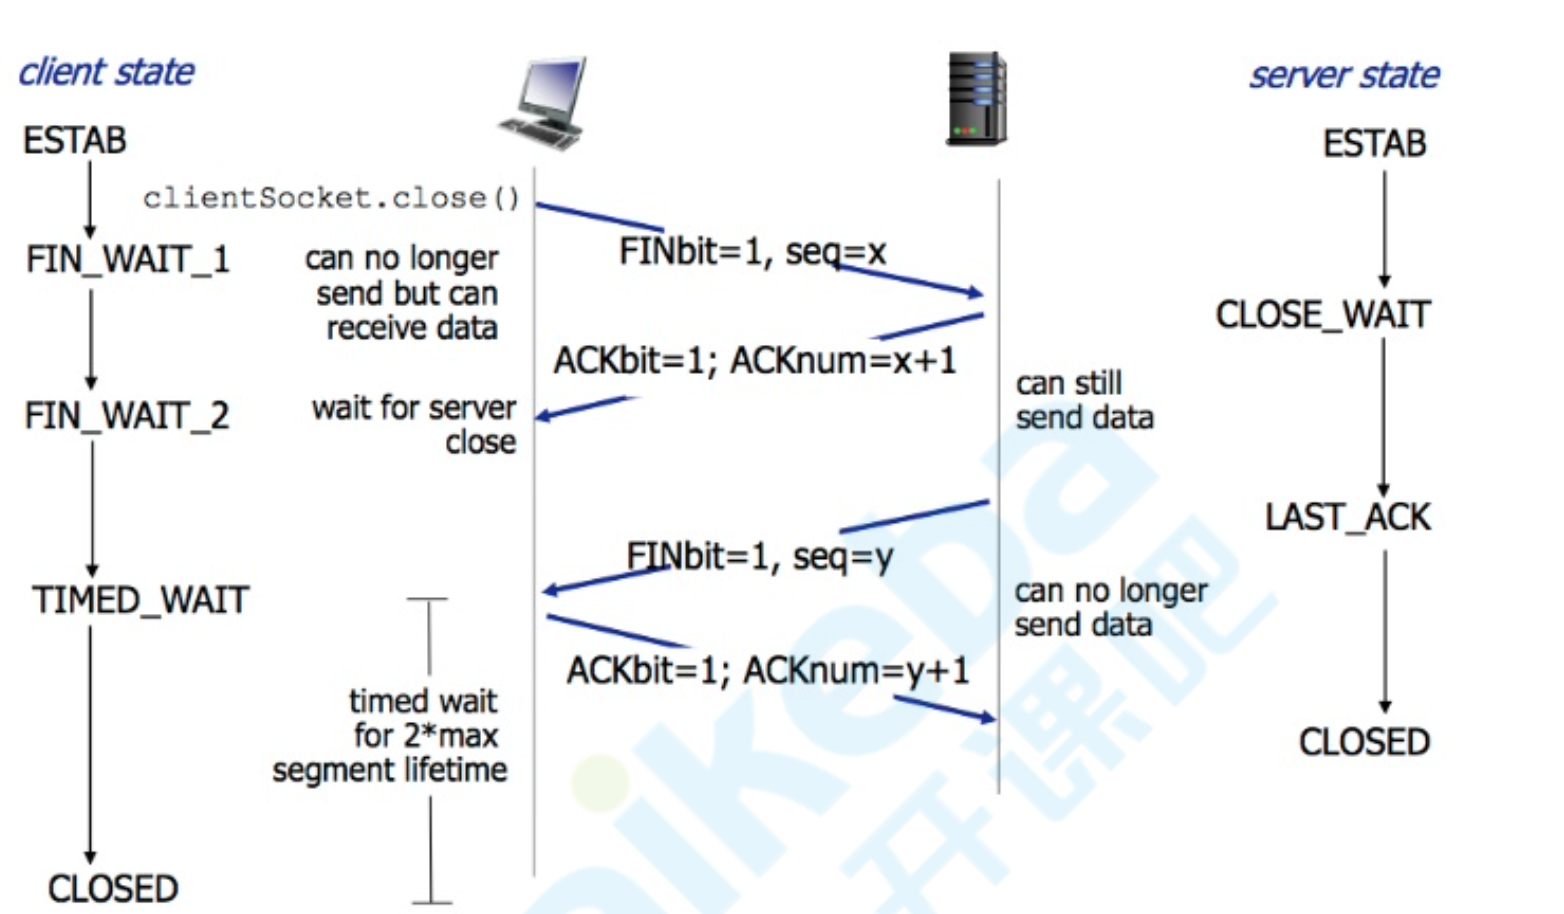 client state
server state
ESTAB
ESTAB
clientSocket.close()
FIN_WAIT_1
can no longer
send but can
receive data
FINbit=1, seq=x
CLOSE_WAIT
ACKbit=1; ACKnum=x+1
FIN_WAIT_2
wait for server
close
can still
send data
LAST_ACK
FINbit=1, seq=y
TIMED_WAIT
can no longer
send data
ACKbit=1; ACKnum=y+1
timed wait
for 2*max
segment lifetime
CLOSED
CLOSED
aikeba
开课吧